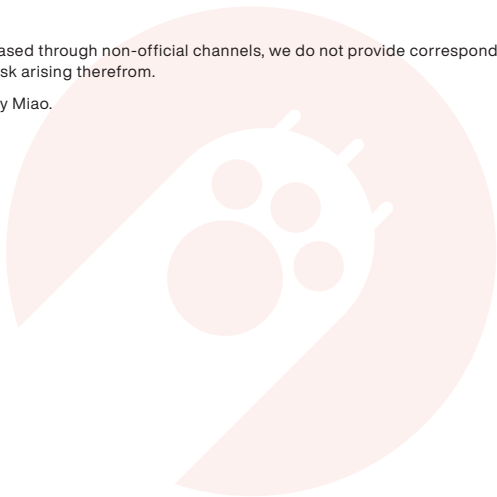 ased through non-official channels, we do not provide correspond
sk arising therefrom.
y Miao.